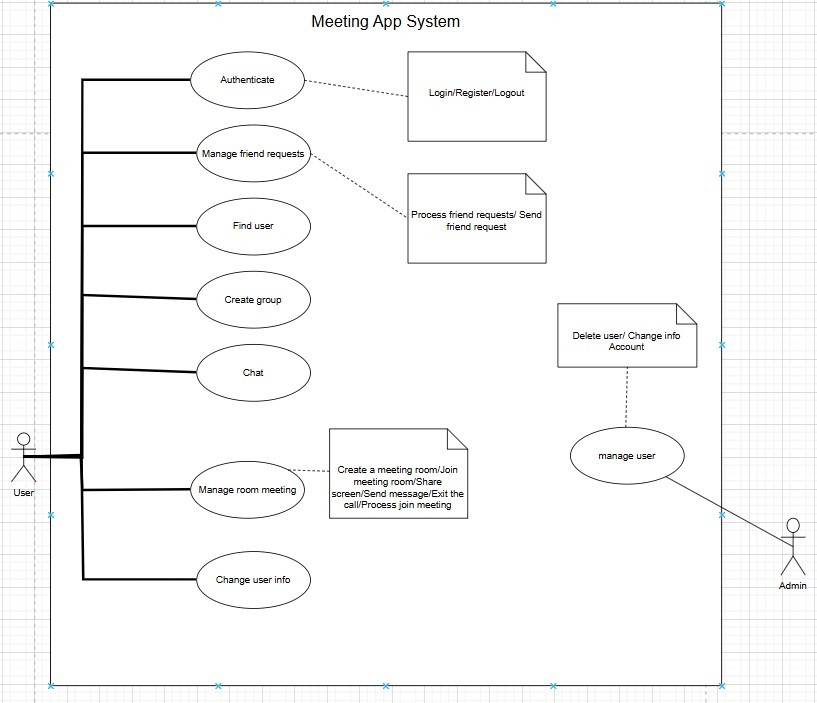 Meeting App System
Authenticate
Login/Register/Logout
Manage friend requests
Process friend requests/ Send
friend request
Find user
Create group
Chat
Delete user/ Change info
Account
manage user
User
Manage room meeting
Create a meeting room/Join
meeting room/Share
screen/Send message/Exit the
call/Process join meeting
Change user info
Admin